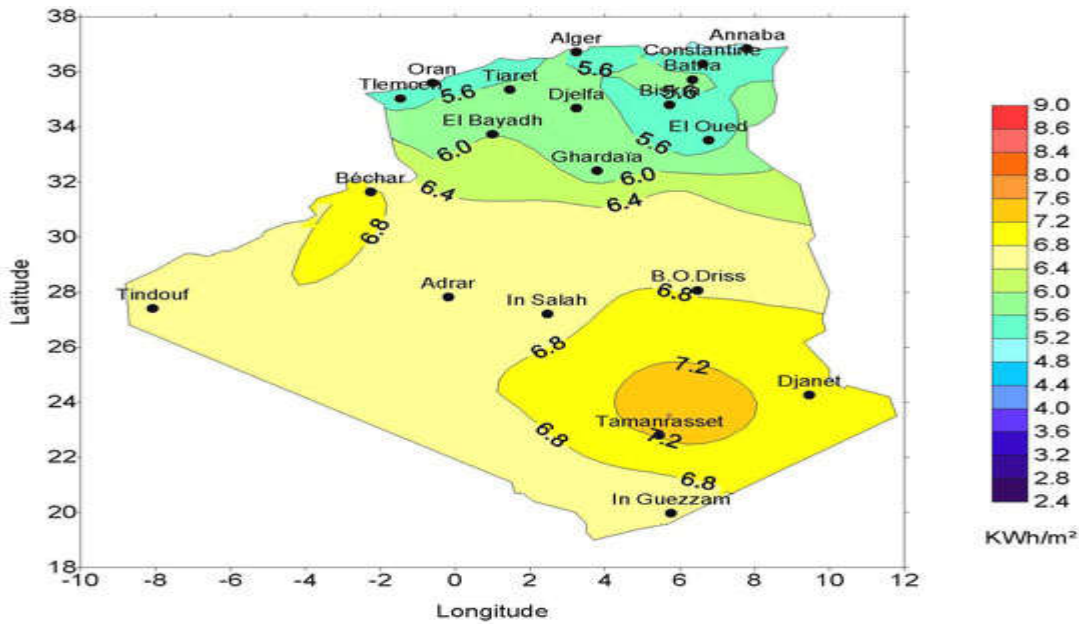 38
36
34
32
30
28
26
24
22
20
18
Latitude
-10 -8 -6 -4 -2 0 2 4 6 8 10 12
Longitude
Annaba
Alger
Constantine
Batna
Oran
Tiaret
5.6
Tlemcen
5.6
Djelfa
Biskra
5.6
El Bayadh
El Oued
5.6
6.0
Ghardaïa
6.0
Béchar
6.4
6.4
6.8
Adrar
B.O.Driss
Tindouf
In Salah
6.8
6.8
7.2
Djanet
Tamanrasset
7.2
6.8
6.8
In Guezzam
9.0
8.6
8.4
8.0
7.6
7.2
6.8
6.4
6.0
5.6
5.2
4.8
4.4
4.0
3.6
3.2
2.8
2.4
KWh/m²